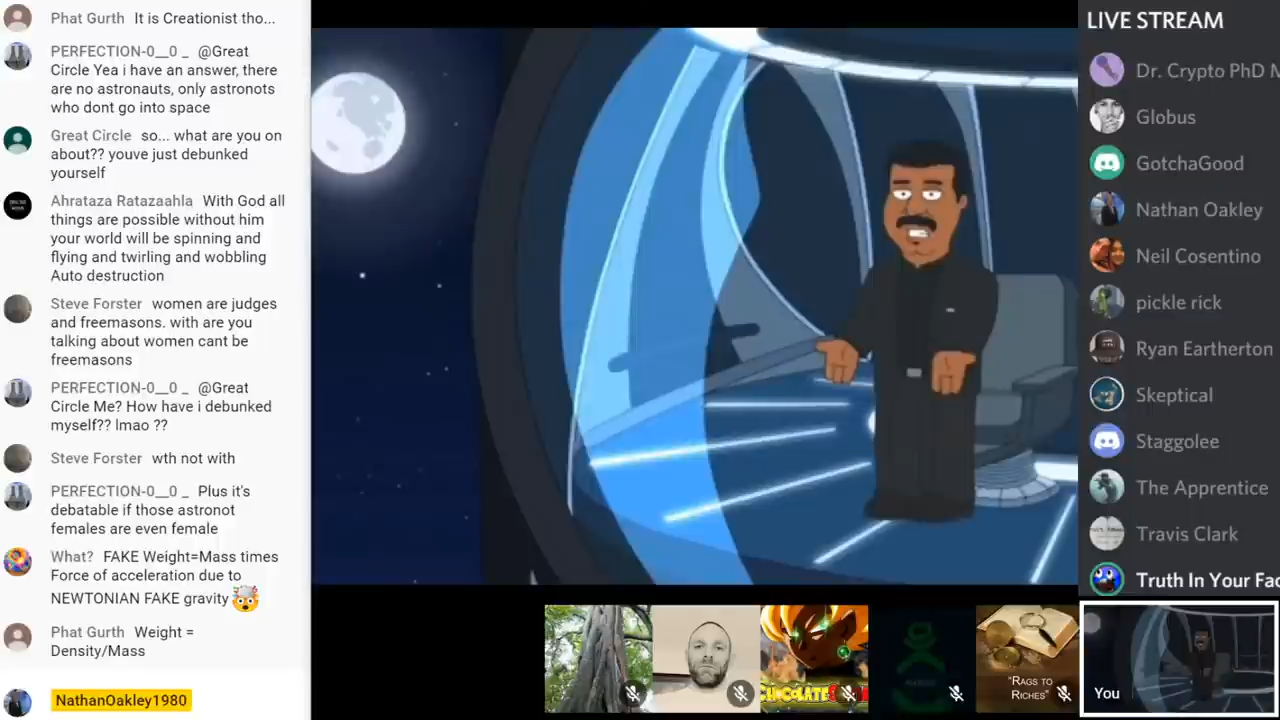 Phat Gurth It is Creationist tho...
PERFECTION-0__0 _ @Great
Circle Yea i have an answer, there
are no astronauts, only astronots
who dont go into space
Great Circle so... what are you on
about?? youve just debunked
yourself
Ahrataza Ratazaahla With God all
things are possible without him
your world will be spinning and
flying and twirling and wobbling
Auto destruction
Steve Forster women are judges
and freemasons. with are you
talking about women cant be
freemasons
PERFECTION-0__0 _ @Great
Circle Me? How have i debunked
myself?? lmao ??
Steve Forster wth not with
PERFECTION-0__0 _ Plus it's
debatable if those astronot
females are even female
What? FAKE Weight=Mass times
Force of acceleration due to
NEWTONIAN FAKE gravity
Phat Gurth Weight =
Density/Mass
NathanOakley1980
LIVE STREAM
Dr. Crypto PhD M
Globus
GotchaGood
Nathan Oakley
Neil Cosentino
pickle rick
Ryan Eartherton
Skeptical
Staggolee
The Apprentice
Travis Clark
Truth In Your Fac
"RAGS TO
RICHES"
You